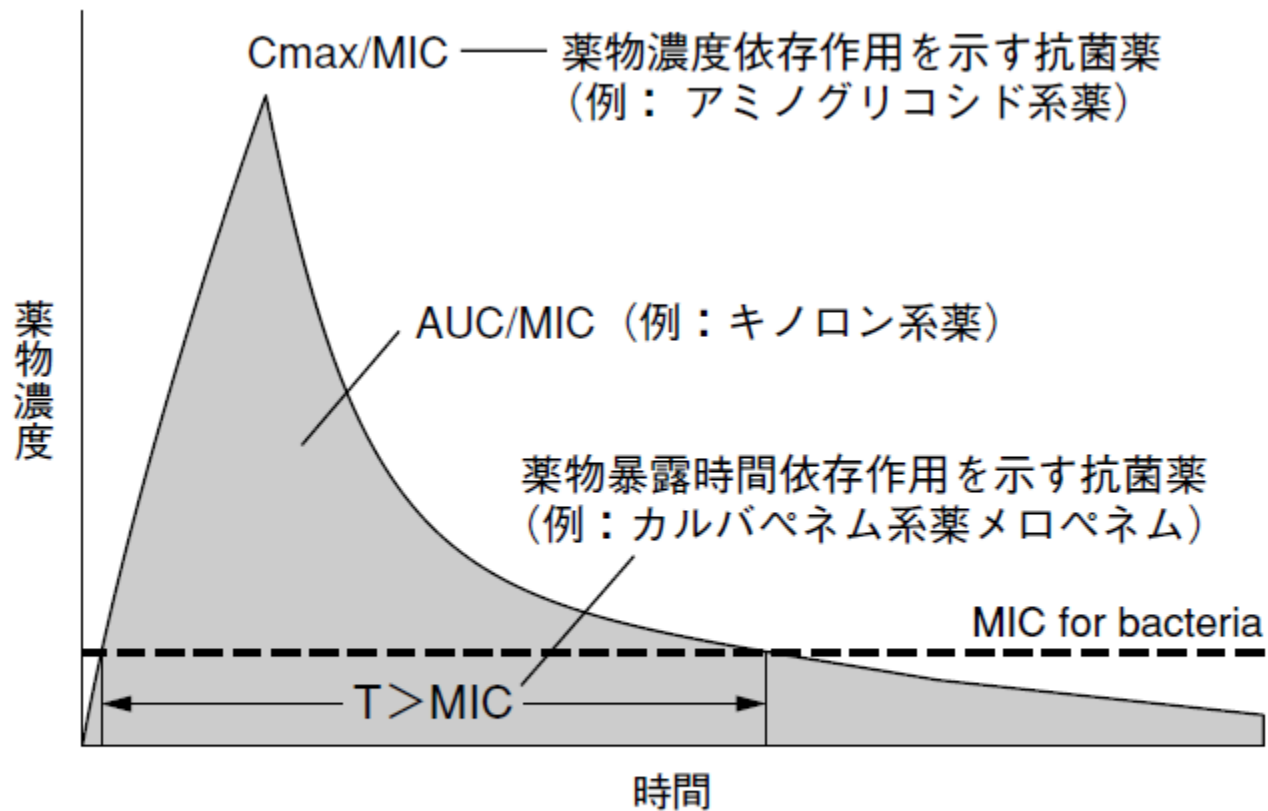 Cmax/MIC 薬物濃度依存作用を示す抗菌薬
（例： アミノグリコシド系薬）
AUC/MIC（例：キノロン系薬）
薬物濃度
薬物暴露時間依存作用を示す抗菌薬
（例：カルバペネム系薬メロペネム）
MIC for bacteria
T＞MIC
時間